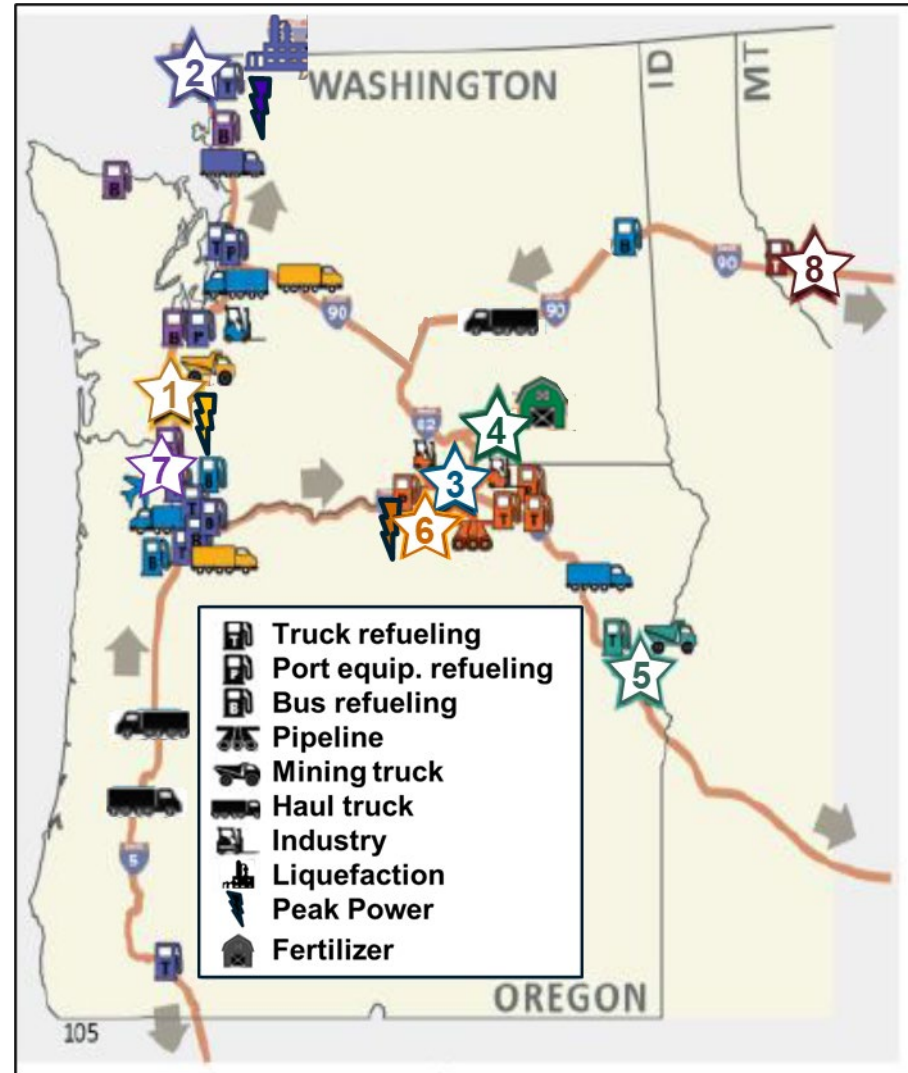 WASHINGTON
ID
MT
2
T
B
B
T P
B
T
8
90
90
90
B P
1
82
4
7
B
3
6
T
T
B
T
5
T
Truck refueling
Port equip. refueling
Bus refueling
Pipeline
Mining truck
Haul truck
Industry
Liquefaction
Peak Power
Fertilizer
5
T
OREGON
105